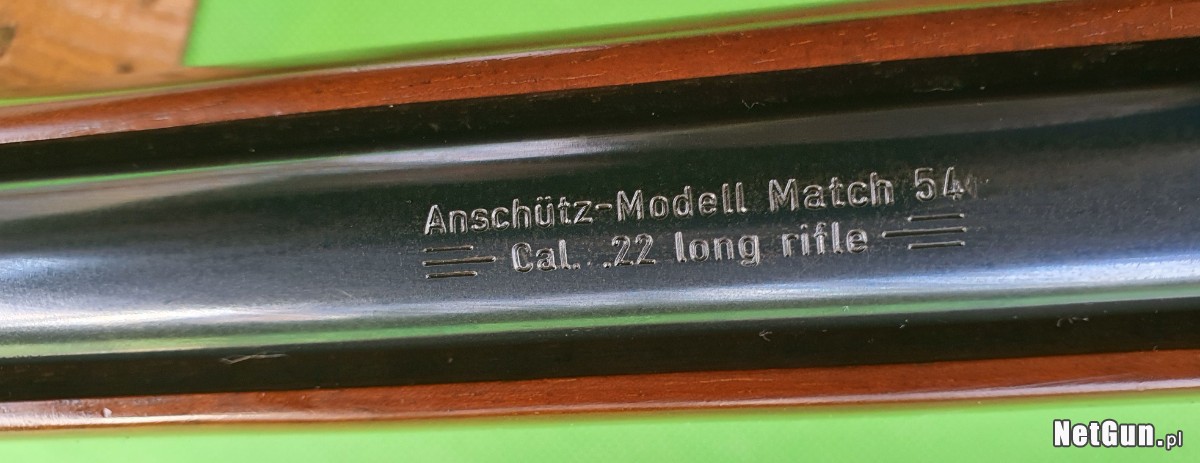 Anschütz-Modell Match 54
Cal. .22 long rifle
NetGun.pl